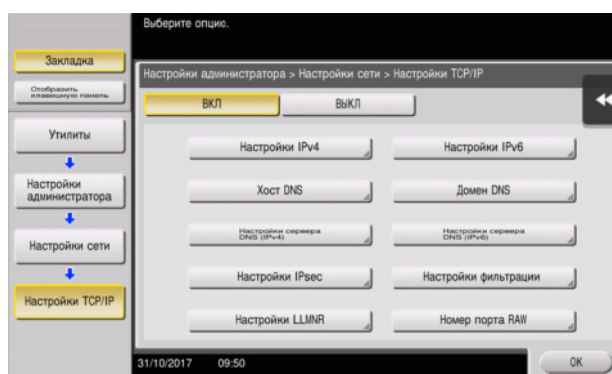 Выберите опцию.
Закладка
Отобразить
клавишную панель
Настройки администратора > Настройки сети > Настройки TCP/IP
ВКЛ
ВЫКЛ
Утилиты
Настройки
администратора
Настройки сети
Настройки TCP/IP
Настройки IPv4
Настройки IPv6
Хост DNS
Домен DNS
Настройки сервера
DNS (IPv4)
Настройки сервера
DNS (IPv6)
Настройки IPsec
Настройки фильтрации
Настройки LLMNR
Номер порта RAW
31/10/2017 09:50
OK